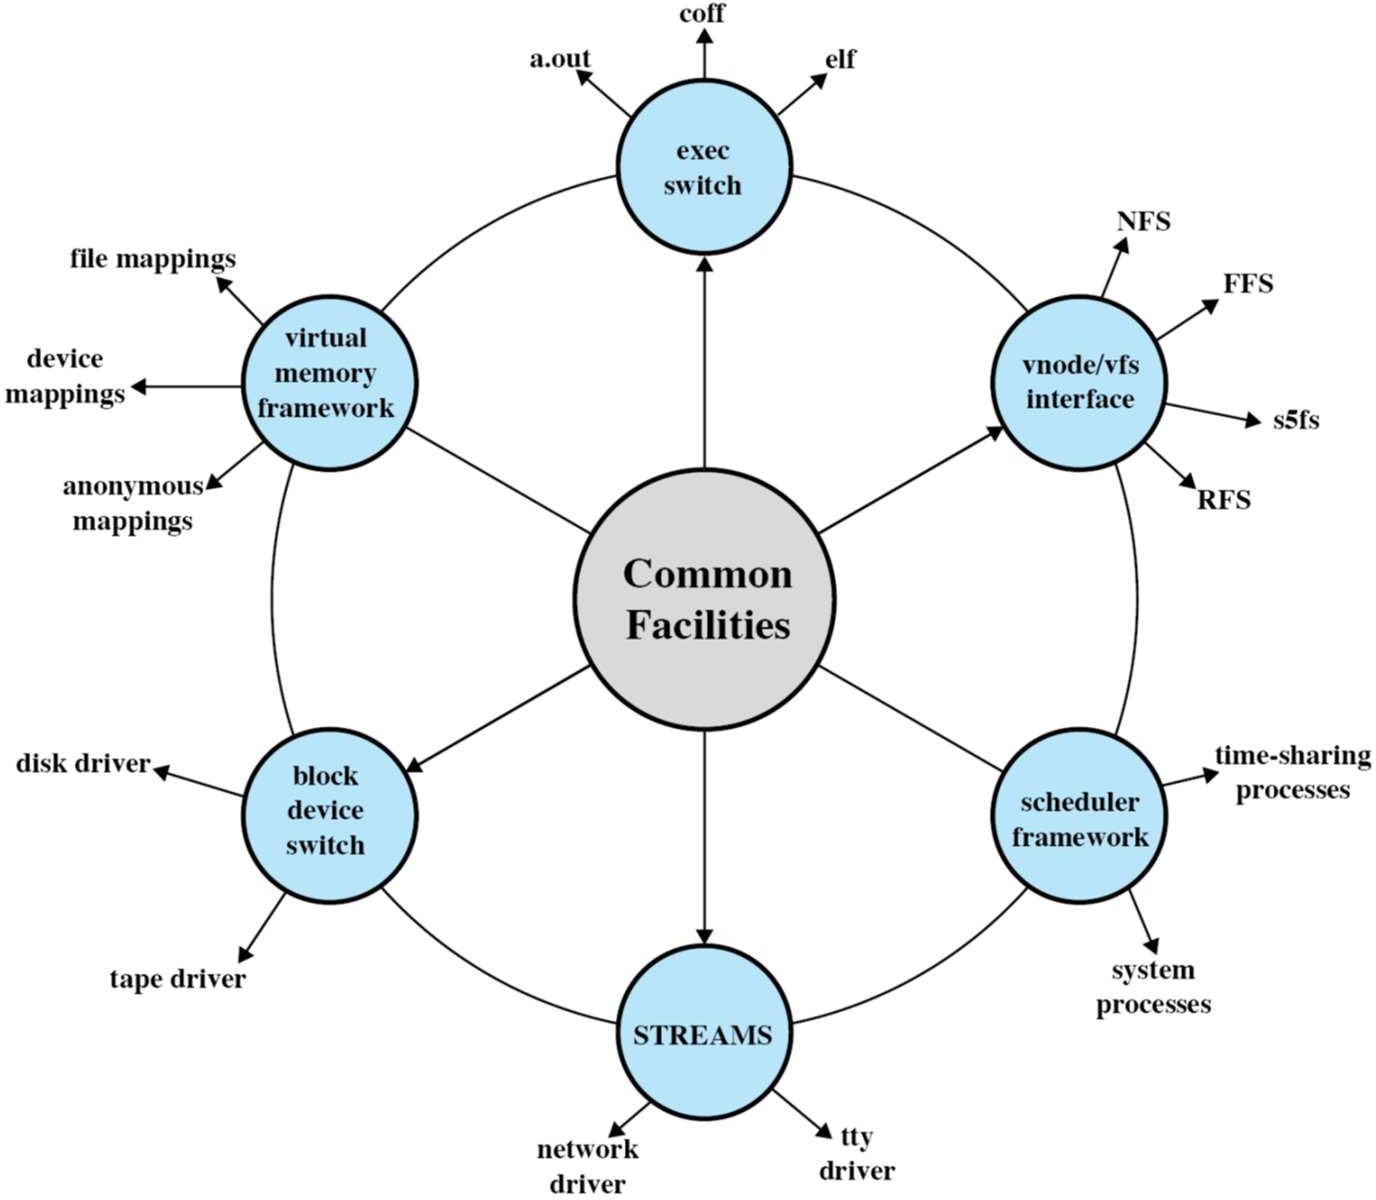 coff
a.out
elf
exec
switch
NFS
FFS
vnode/vfs
interface
s5fs
RFS
file mappings
virtual
memory
framework
device
mappings
anonymous
mappings
Common
Facilities
disk driver
block
device
switch
tape driver
time-sharing
processes
scheduler
framework
system
processes
STREAMS
network
driver
tty
driver